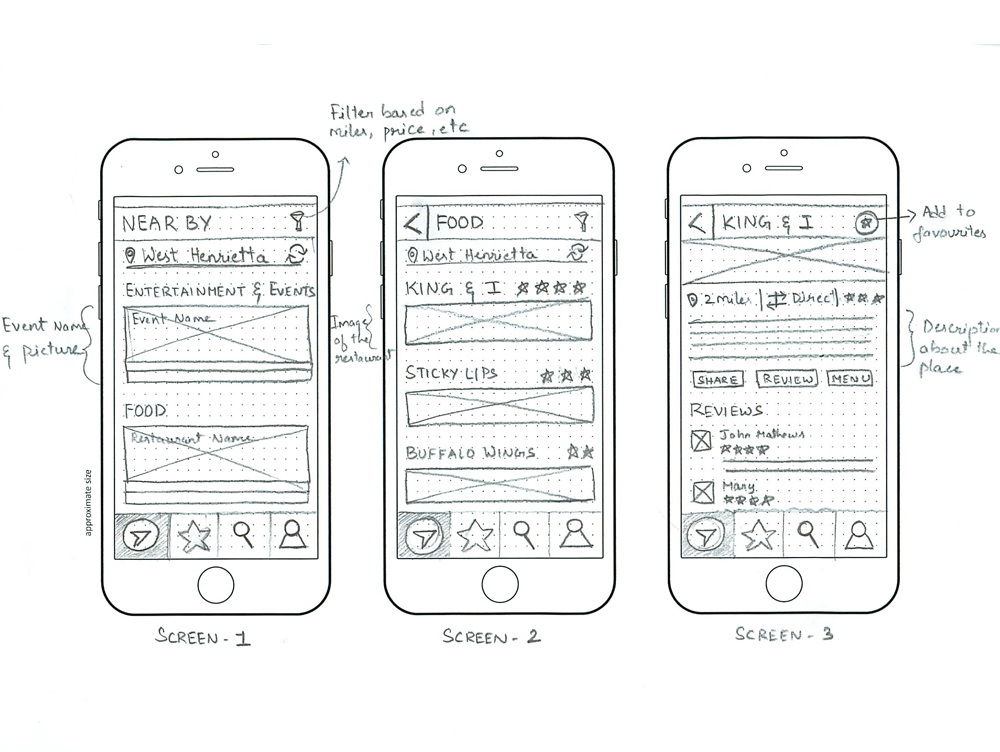 Filter based on
miles, price, etc
NEAR BY
West Henrietta
ENTERTAINMENT & EVENTS
Event Name
Event Name
& picture
FOOD
Restaurant Name
approximate size
SCREEN - 1
FOOD
West Henrietta
KING & I
Image
of the
restaurant
STICKY LIPS
BUFFALO WINGS
SCREEN - 2
KING & I
Add to
favourites
2 miles
Direct
Description
about the
place
SHARE
REVIEW
MENU
REVIEWS
John Mathews
Mary
SCREEN - 3